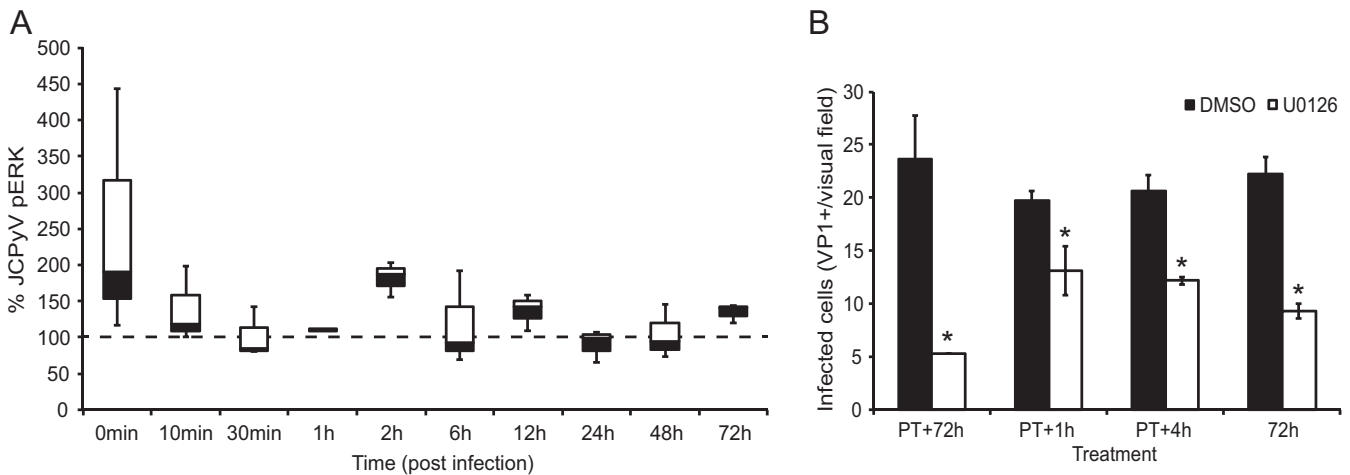 A
% JCPyV pERK
500
450
400
350
300
250
200
150
100
50
0
0min 10min 30min 1h 2h 6h 12h 24h 48h 72h
Time (post infection)
B
Infected cells (VP1+/visual field)
30
25
20
15
10
5
0
DMSO U0126
*
*
*
*
PT+72h PT+1h PT+4h 72h
Treatment